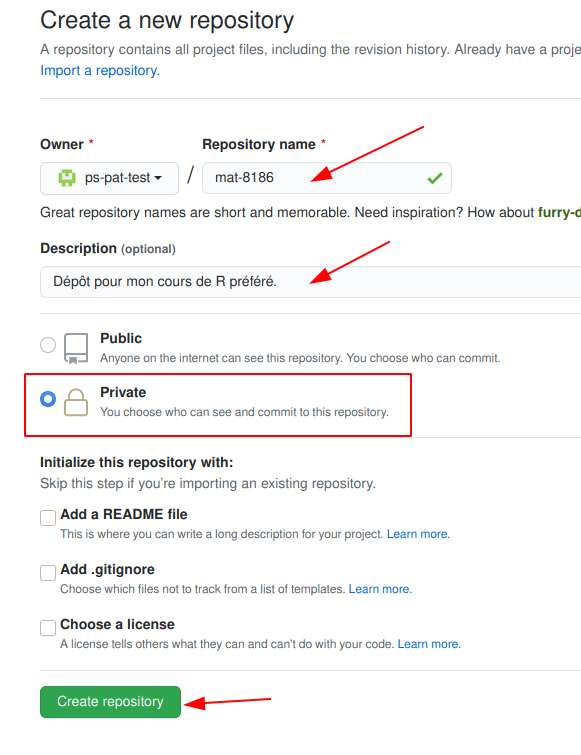 Create a new repository
A repository contains all project files, including the revision history. Already have a proje
Import a repository.
Owner * Repository name *
ps-pat-test / mat-8186
Great repository names are short and memorable. Need inspiration? How about furry-d
Description (optional)
Dépôt pour mon cours de R préféré.
Public
Anyone on the internet can see this repository. You choose who can commit.
Private
You choose who can see and commit to this repository.
Initialize this repository with:
Skip this step if you’re importing an existing repository.
Add a README file
This is where you can write a long description for your project. Learn more.
Add .gitignore
Choose which files not to track from a list of templates. Learn more.
Choose a license
A license tells others what they can and can't do with your code. Learn more.
Create repository